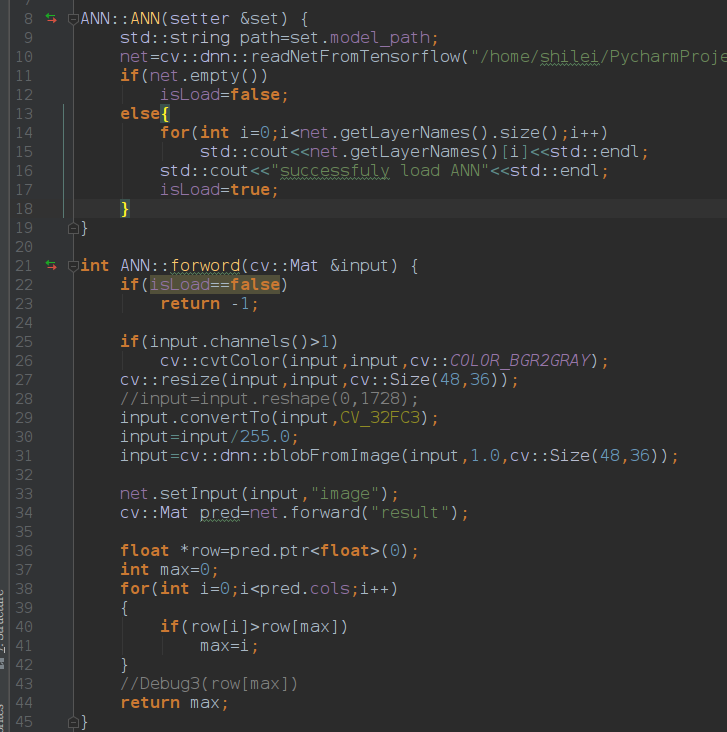 7
8 ANN::ANN(setter &set) {
9     std::string path=set.model_path;
10     net=cv::dnn::readNetFromTensorflow("/home/shilei/PycharmProje
11     if(net.empty())
12         isLoad=false;
13     else{
14         for(int i=0;i<net.getLayerNames().size();i++)
15             std::cout<<net.getLayerNames()[i]<<std::endl;
16         std::cout<<"successfuly load ANN"<<std::endl;
17         isLoad=true;
18     }
19 }
20
21 int ANN::forword(cv::Mat &input) {
22     if(isLoad==false)
23         return -1;
24
25     if(input.channels()>1)
26         cv::cvtColor(input,input,cv::COLOR_BGR2GRAY);
27     cv::resize(input,input,cv::Size(48,36));
28     //input=input.reshape(0,1728);
29     input.convertTo(input,CV_32FC3);
30     input=input/255.0;
31     input=cv::dnn::blobFromImage(input,1.0,cv::Size(48,36));
32
33     net.setInput(input,"image");
34     cv::Mat pred=net.forward("result");
35
36     float *row=pred.ptr<float>(0);
37     int max=0;
38     for(int i=0;i<pred.cols;i++)
39     {
40         if(row[i]>row[max])
41             max=i;
42     }
43     //Debug3(row[max])
44     return max;
45 }